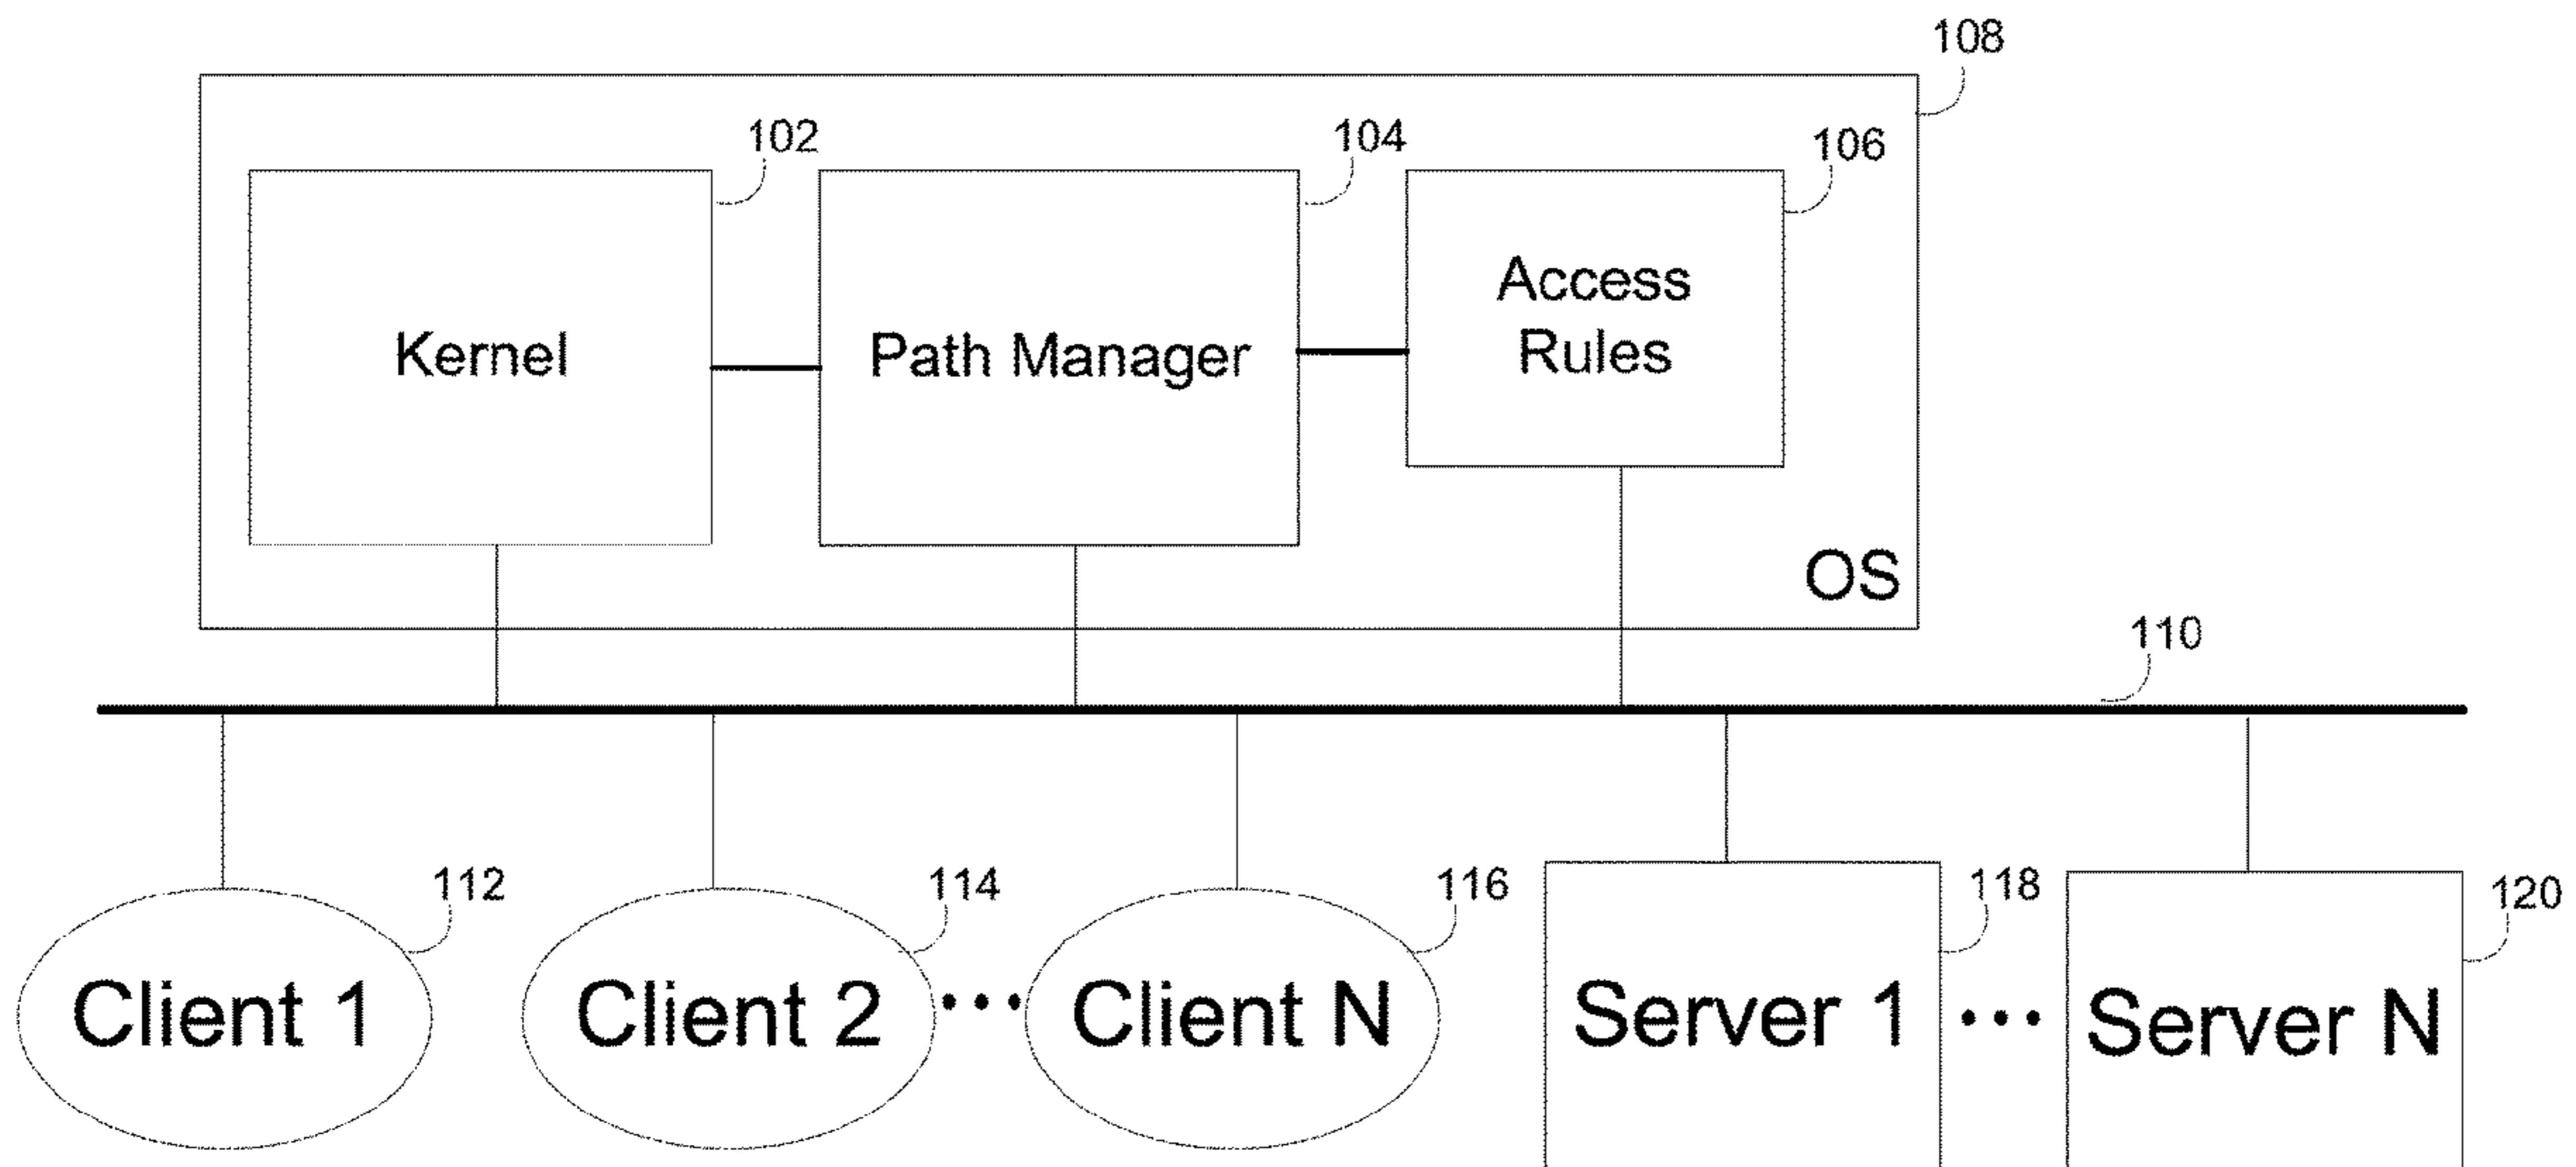 108
102
104
106
Kernel
Path Manager
Access
Rules
OS
110
112
114
116
118
120
Client 1
Client 2
...
Client N
Server 1
...
Server N